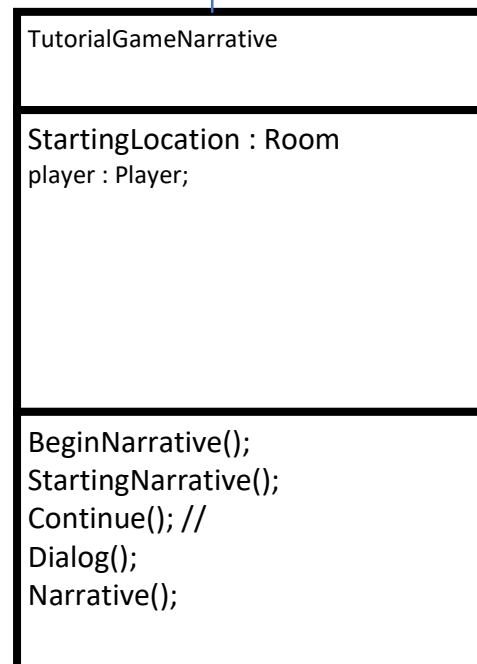 TutorialGameNarrative
StartingLocation : Room
player : Player;
BeginNarrative();
StartingNarrative();
Continue(); //
Dialog();
Narrative();